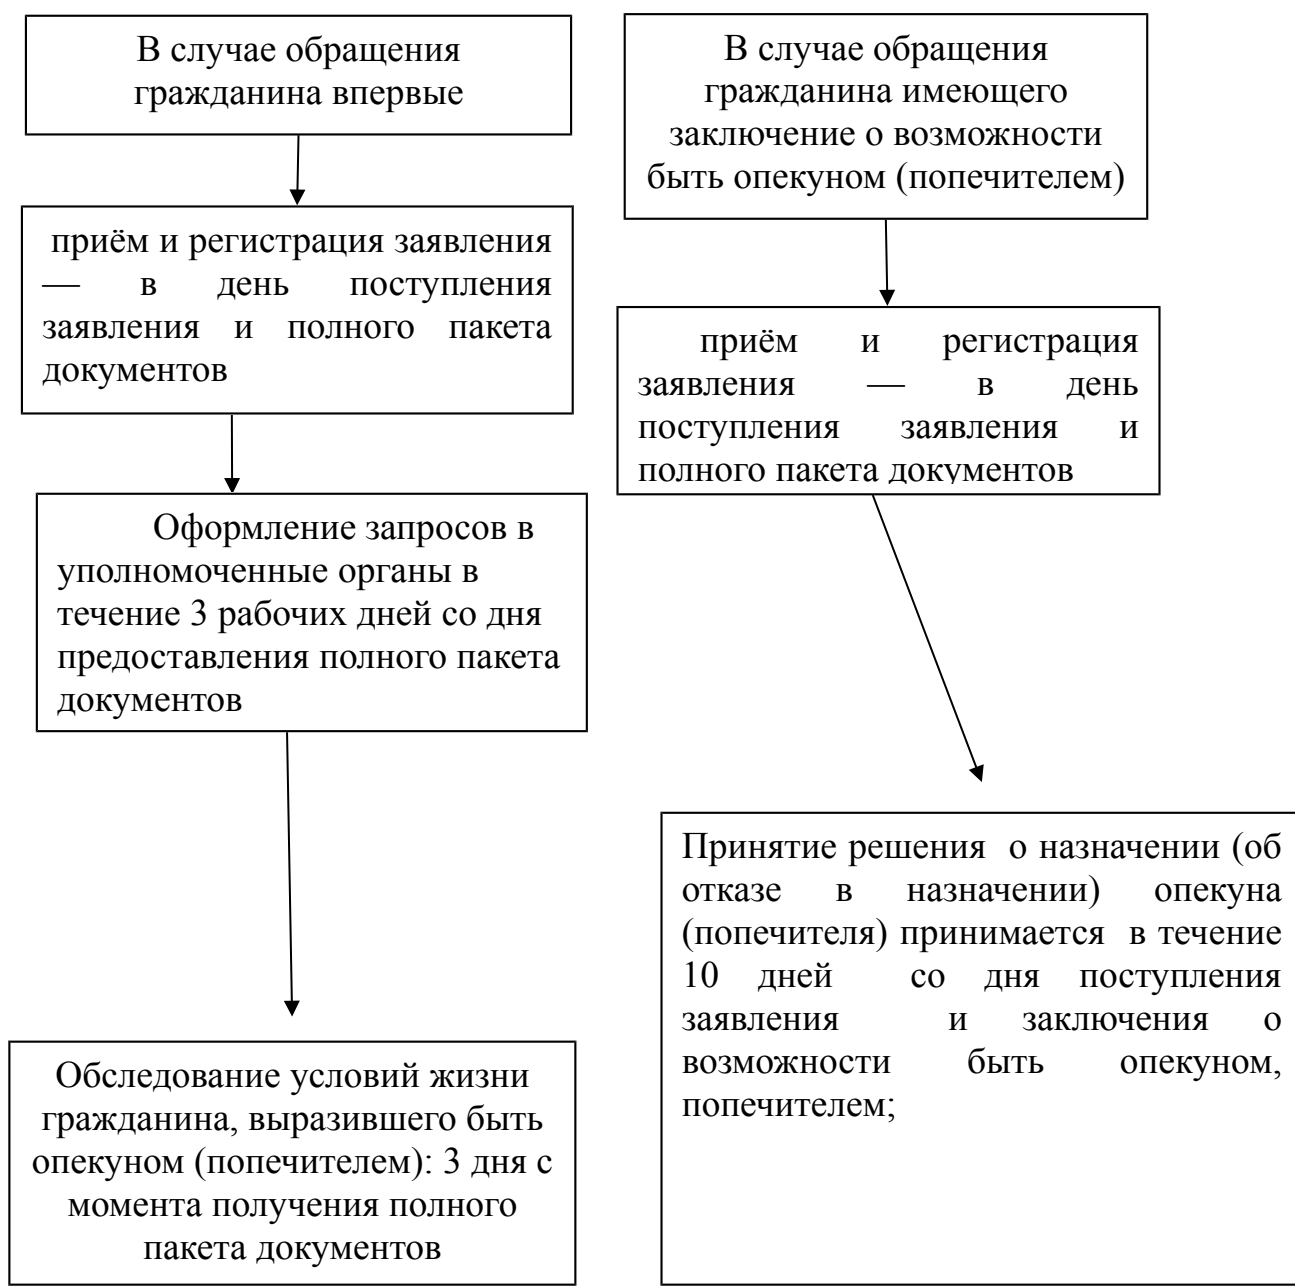 В случае обращения
гражданина впервые
приём и регистрация заявления
— в день поступления
заявления и полного пакета
документов
Оформление запросов в
уполномоченные органы в
течение 3 рабочих дней со дня
предоставления полного пакета
документов
Обследование условий жизни
гражданина, выразившего быть
опекуном (попечителем): 3 дня с
момента получения полного
пакета документов
В случае обращения
гражданина имеющего
заключение о возможности
быть опекуном (попечителем)
приём и регистрация
заявления — в день
поступления заявления и
полного пакета документов
Принятие решения о назначении (об
отказе в назначении) опекуна
(попечителя) принимается в течение
10 дней со дня поступления
заявления и заключения о
возможности быть опекуном,
попечителем;